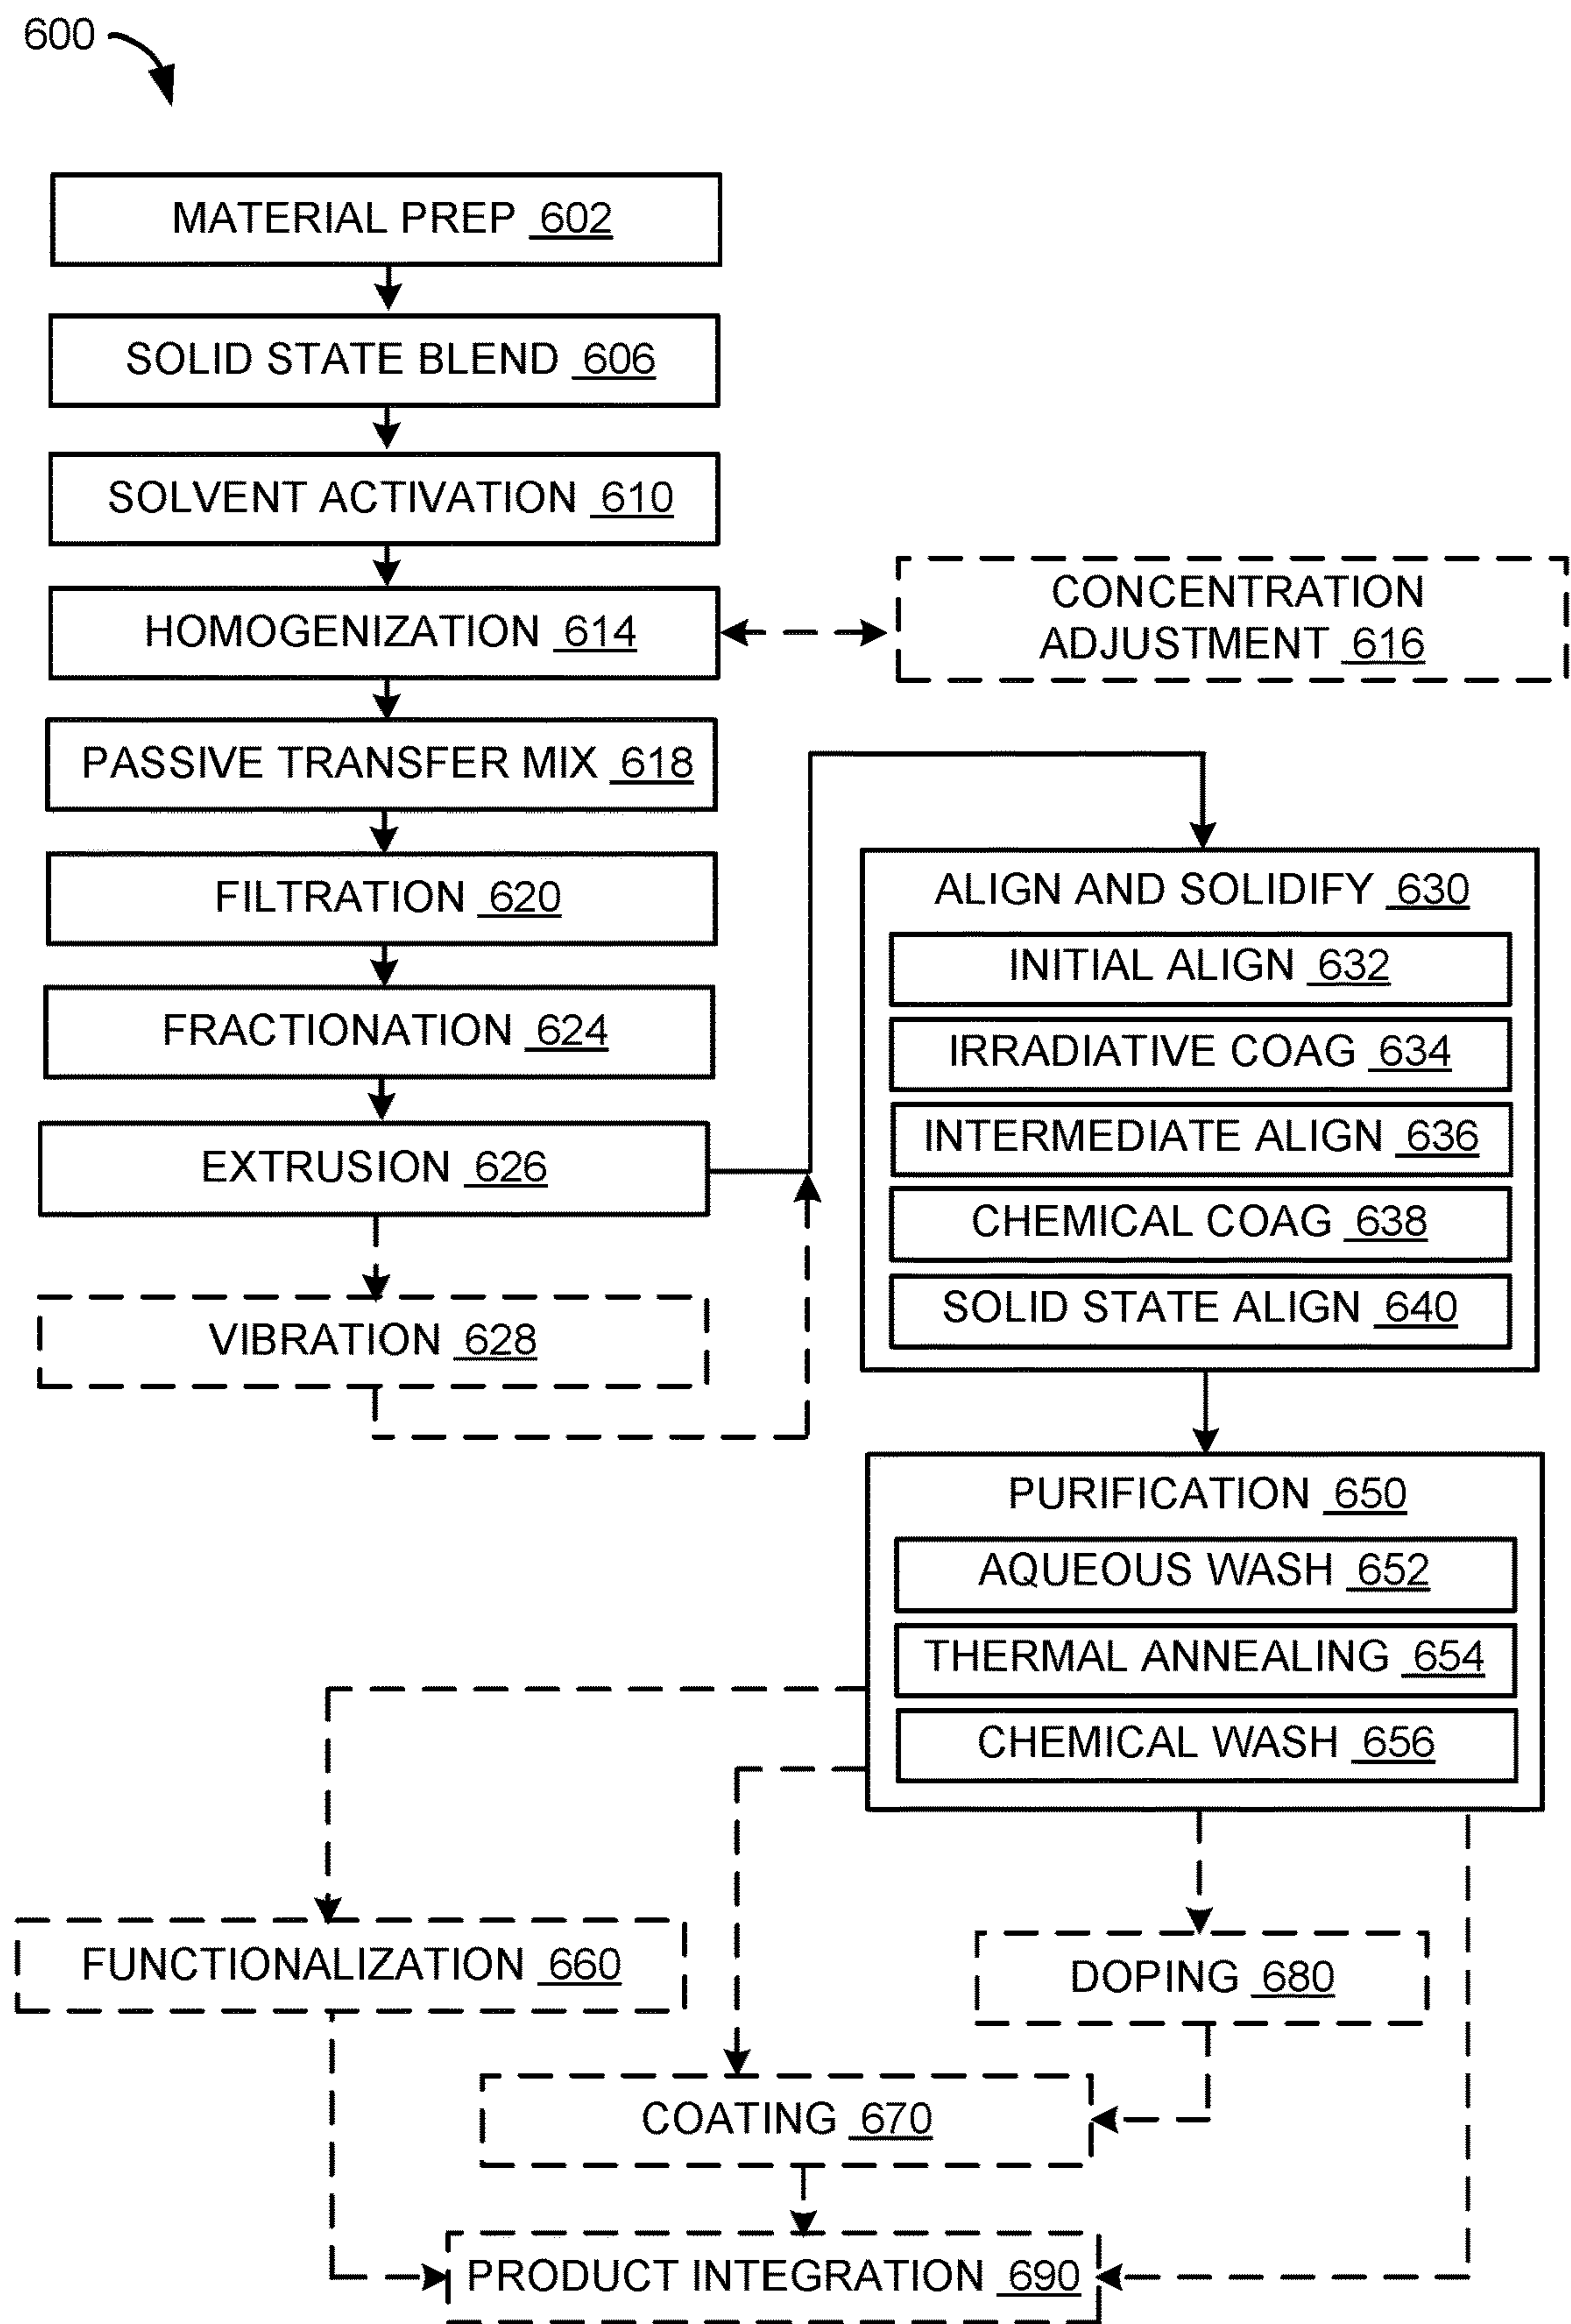 600
MATERIAL PREP 602
SOLID STATE BLEND 606
SOLVENT ACTIVATION 610
HOMOGENIZATION 614
CONCENTRATION
ADJUSTMENT 616
PASSIVE TRANSFER MIX 618
FILTRATION 620
FRACTIONATION 624
EXTRUSION 626
VIBRATION 628
ALIGN AND SOLIDIFY 630
INITIAL ALIGN 632
IRRADIATIVE COAG 634
INTERMEDIATE ALIGN 636
CHEMICAL COAG 638
SOLID STATE ALIGN 640
PURIFICATION 650
AQUEOUS WASH 652
THERMAL ANNEALING 654
CHEMICAL WASH 656
FUNCTIONALIZATION 660
DOPING 680
COATING 670
PRODUCT INTEGRATION 690